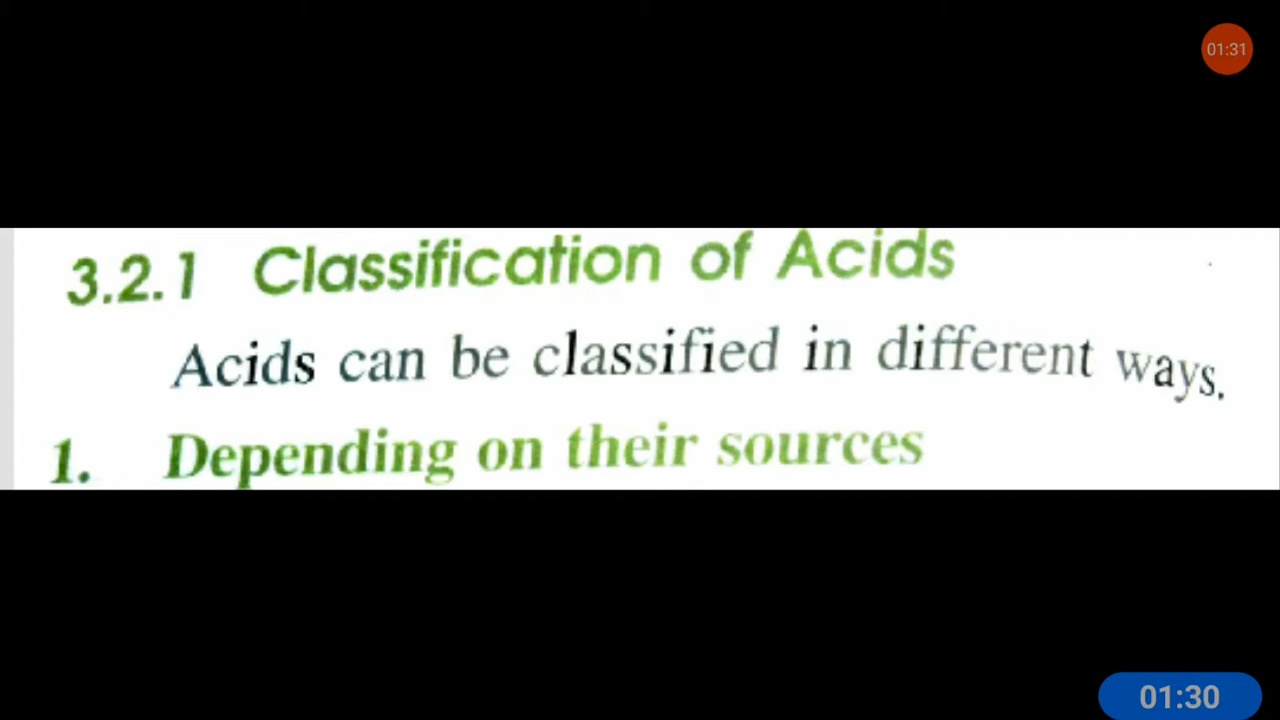 01:31
3.2.1 Classification of Acids
Acids can be classified in different ways.
1. Depending on their sources
01:30